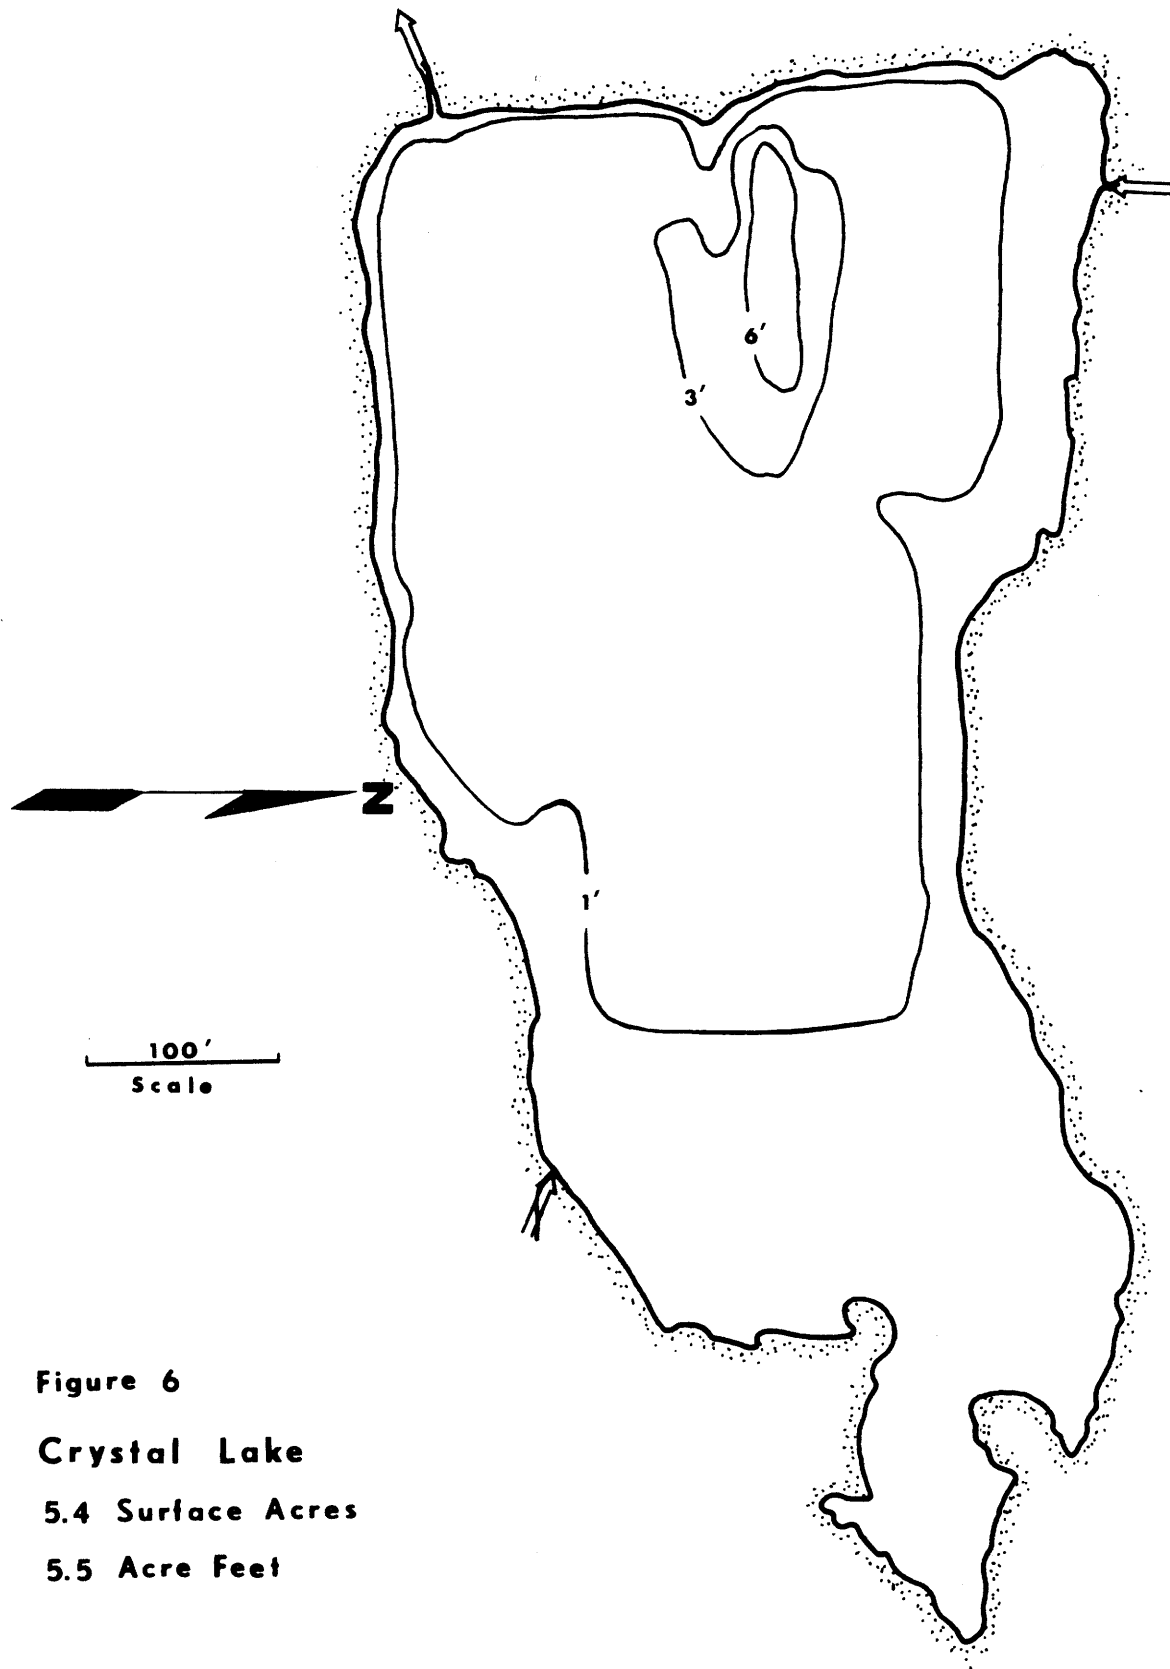 6′
3′
N
1′
100′
Scale
Figure 6
Crystal Lake
5.4 Surface Acres
5.5 Acre Feet